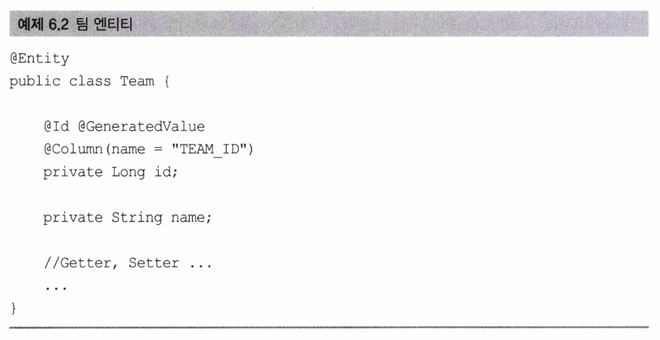 예제 6.2 팀 엔티티
@Entity
public class Team {
@Id @GeneratedValue
@Column(name = "TEAM_ID")
private Long id;
private String name;
//Getter, Setter ...
...
}